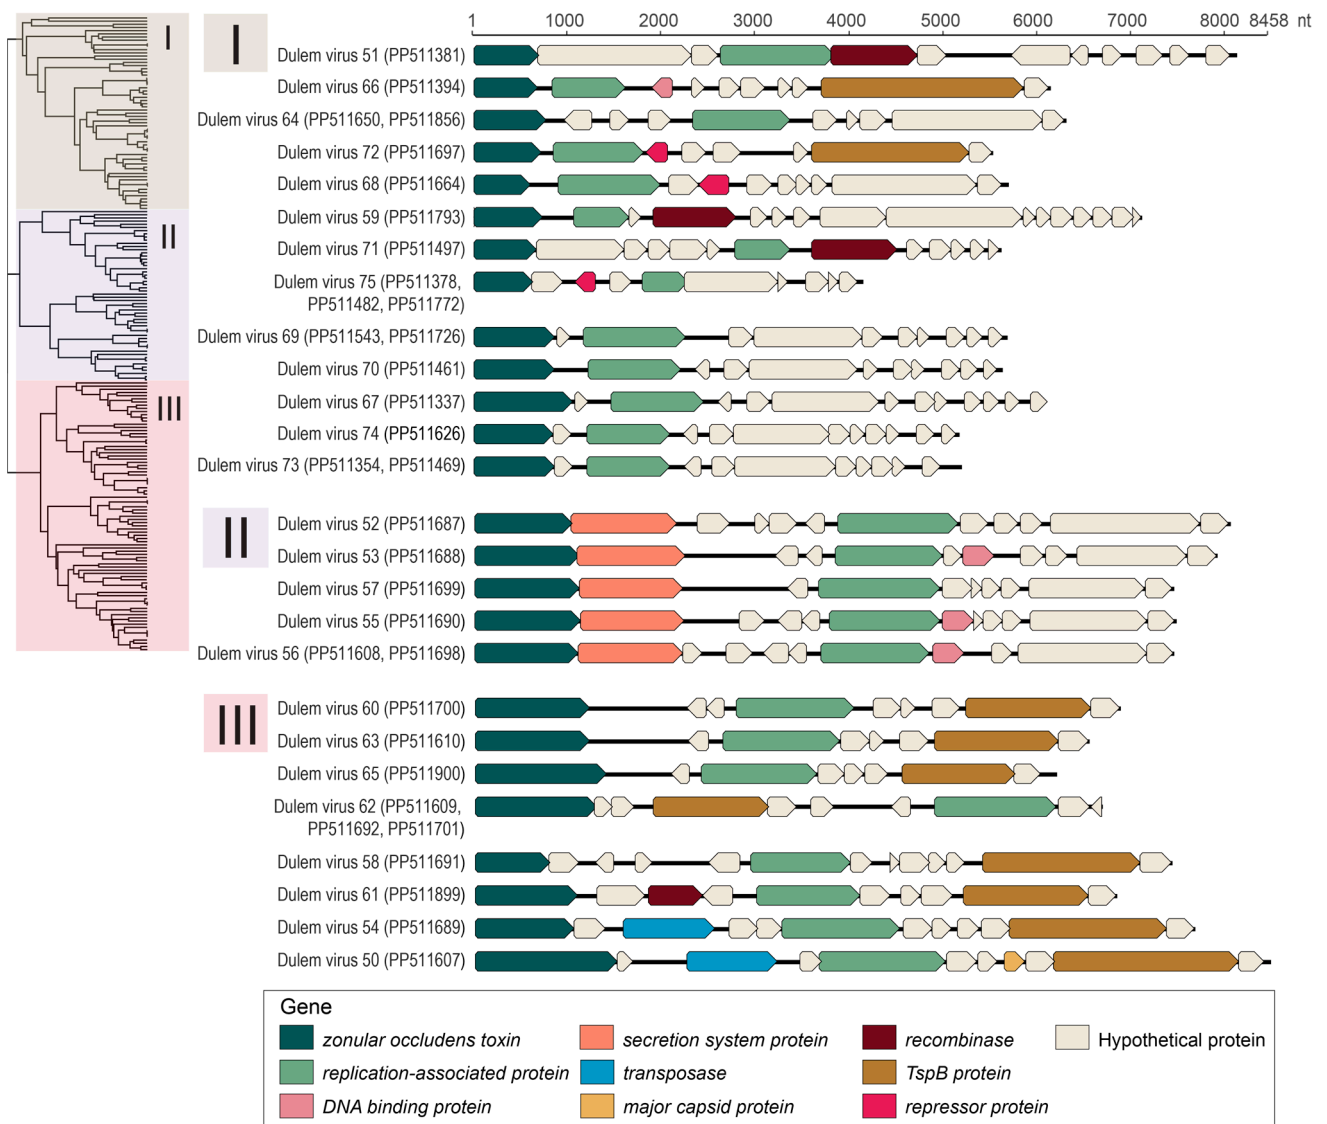 1 1000 2000 3000 4000 5000 6000 7000 8000 8458 nt
I
I
Dulem virus 51 (PP511381)
Dulem virus 66 (PP511394)
Dulem virus 64 (PP511650, PP511856)
Dulem virus 72 (PP511697)
Dulem virus 68 (PP511664)
II
Dulem virus 59 (PP511793)
Dulem virus 71 (PP511497)
Dulem virus 75 (PP511378,
PP511482, PP511772)
Dulem virus 69 (PP511543, PP511726)
Dulem virus 70 (PP511461)
III
Dulem virus 67 (PP511337)
Dulem virus 74 (PP511626)
Dulem virus 73 (PP511354, PP511469)
II
Dulem virus 52 (PP511687)
Dulem virus 53 (PP511688)
Dulem virus 57 (PP511699)
Dulem virus 55 (PP511690)
Dulem virus 56 (PP511608, PP511698)
III
Dulem virus 60 (PP511700)
Dulem virus 63 (PP511610)
Dulem virus 65 (PP511900)
Dulem virus 62 (PP511609,
PP511692, PP511701)
Dulem virus 58 (PP511691)
Dulem virus 61 (PP511899)
Dulem virus 54 (PP511689)
Dulem virus 50 (PP511607)
Gene
zonular occludens toxin
secretion system protein
recombinase
Hypothetical protein
replication-associated protein
transposase
TspB protein
DNA binding protein
major capsid protein
repressor protein